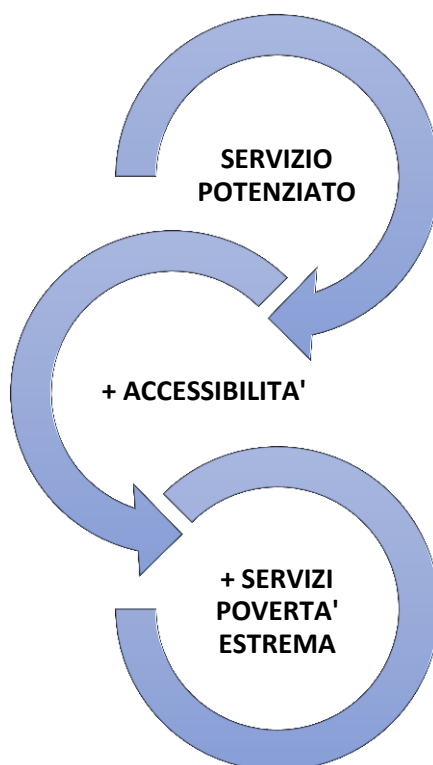 SERVIZIO
POTENZIATO
+ ACCESSIBILITA'
+ SERVIZI
POVERTA'
ESTREMA